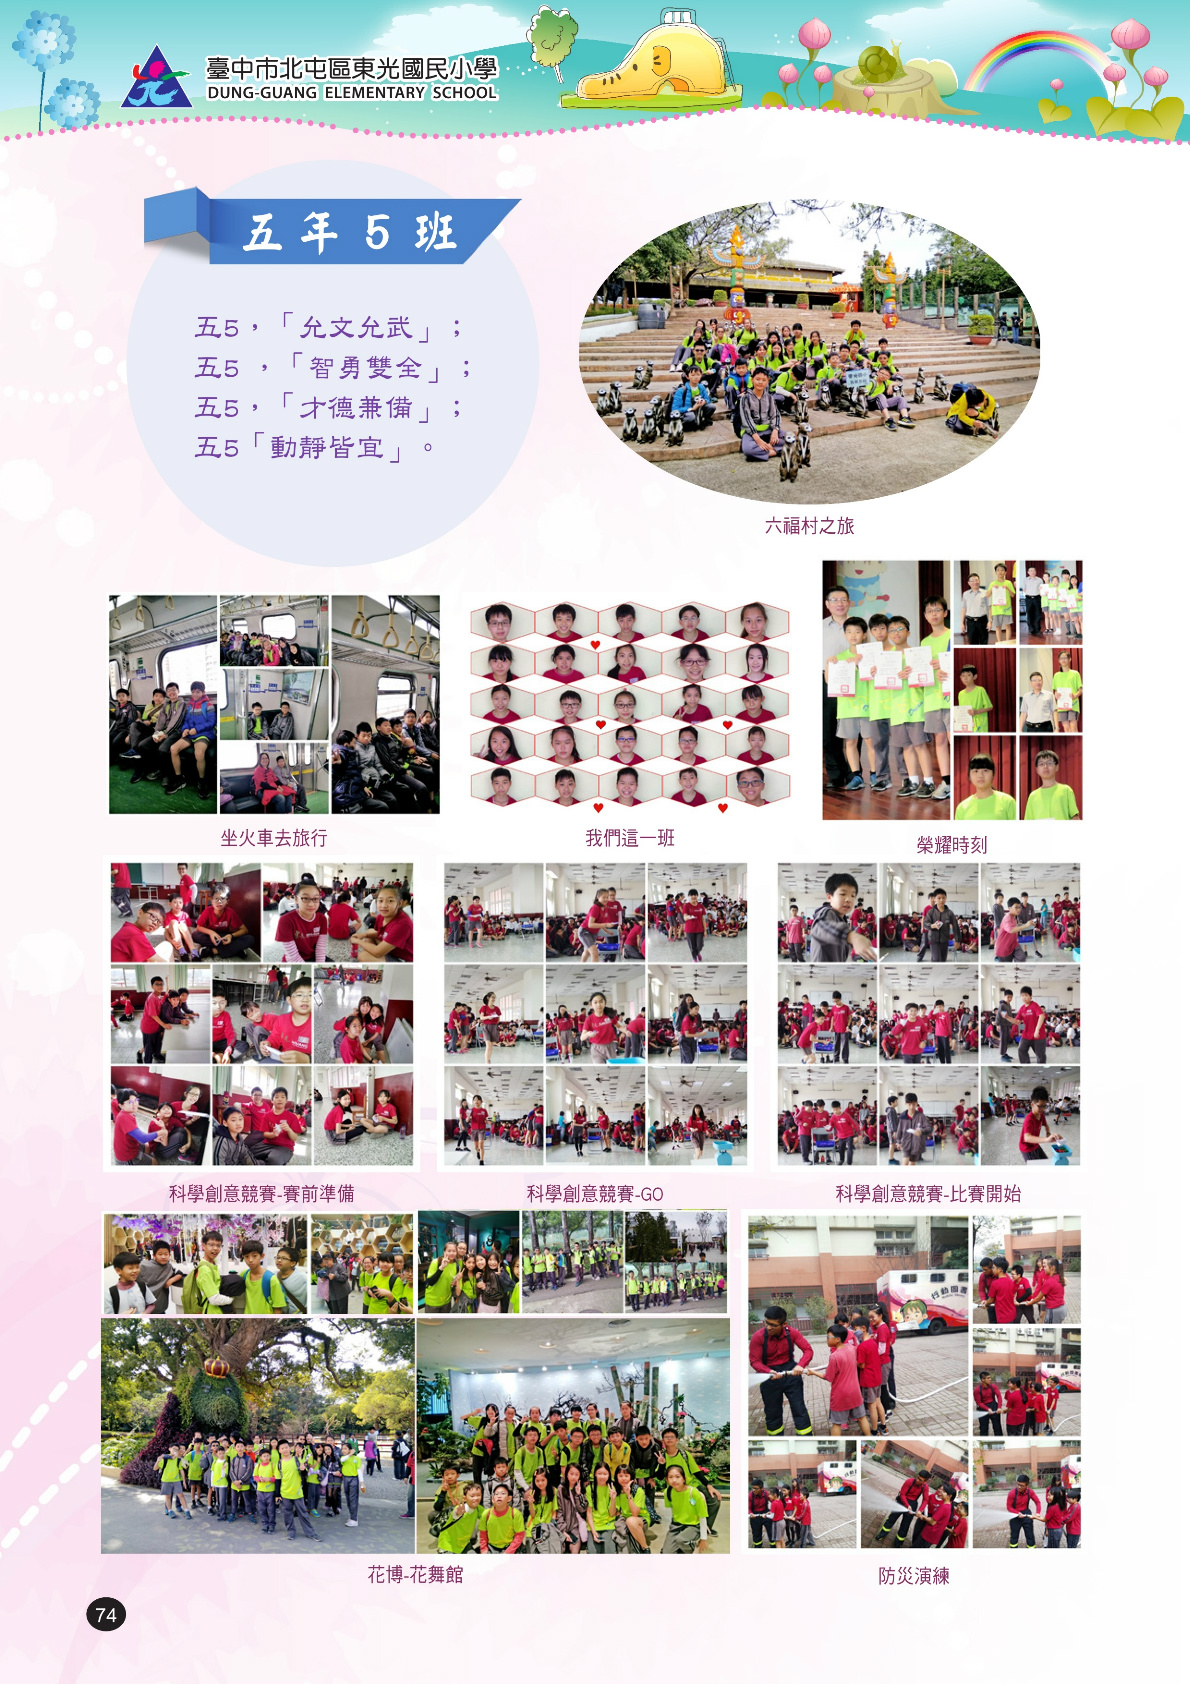 臺中市北屯區東光國民小學
DUNG-GUANG ELEMENTARY SCHOOL
五年5班
五5，「允文允武」；
五5，「智勇雙全」；
五5，「才德兼備」；
五5「動靜皆宜」。
六福村之旅
坐火車去旅行
我們這一班
榮耀時刻
科學創意競賽-賽前準備
科學創意競賽-GO
科學創意競賽-比賽開始
花博-花舞館
防災演練
74